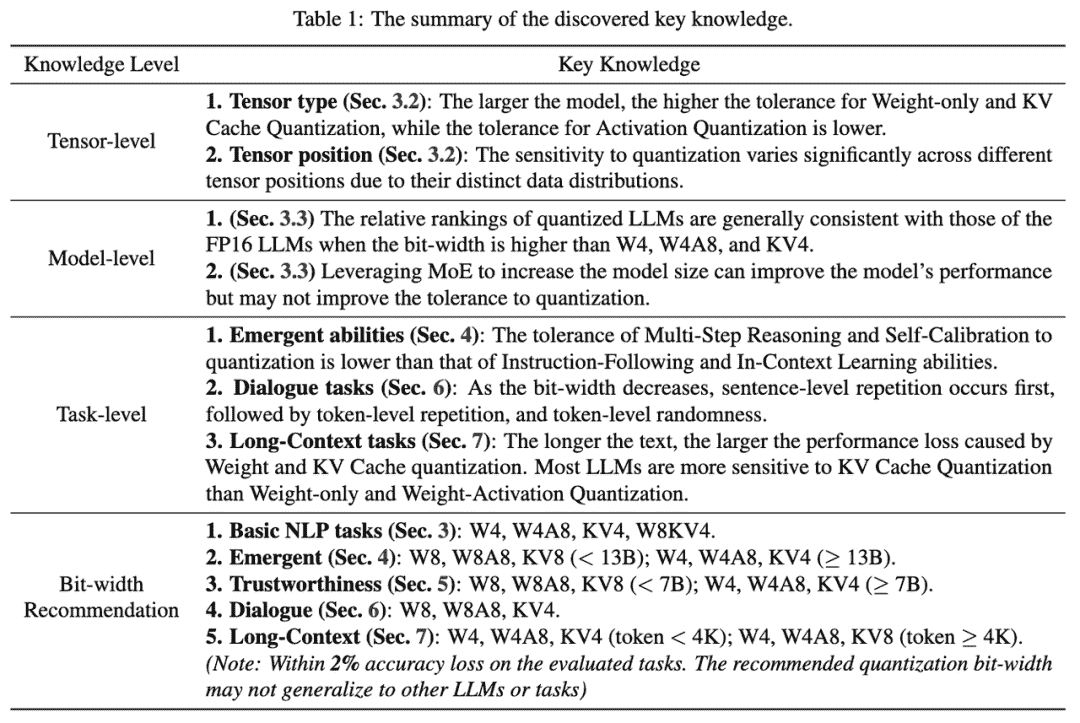 Table 1: The summary of the discovered key knowledge.
Knowledge Level Key Knowledge
Tensor-level
1. Tensor type (Sec. 3.2): The larger the model, the higher the tolerance for Weight-only and KV
Cache Quantization, while the tolerance for Activation Quantization is lower.
2. Tensor position (Sec. 3.2): The sensitivity to quantization varies significantly across different
tensor positions due to their distinct data distributions.
Model-level
1. (Sec. 3.3) The relative rankings of quantized LLMs are generally consistent with those of the
FP16 LLMs when the bit-width is higher than W4, W4A8, and KV4.
2. (Sec. 3.3) Leveraging MoE to increase the model size can improve the model's performance
but may not improve the tolerance to quantization.
Task-level
1. Emergent abilities (Sec. 4): The tolerance of Multi-Step Reasoning and Self-Calibration to
quantization is lower than that of Instruction-Following and In-Context Learning abilities.
2. Dialogue tasks (Sec. 6): As the bit-width decreases, sentence-level repetition occurs first,
followed by token-level repetition, and token-level randomness.
3. Long-Context tasks (Sec. 7): The longer the text, the larger the performance loss caused by
Weight and KV Cache quantization. Most LLMs are more sensitive to KV Cache Quantization
than Weight-only and Weight-Activation Quantization.
Bit-width
Recommendation
1. Basic NLP tasks (Sec. 3): W4, W4A8, KV4, W8KV4.
2. Emergent (Sec. 4): W8, W8A8, KV8 (< 13B); W4, W4A8, KV4 (≥ 13B).
3. Trustworthiness (Sec. 5): W8, W8A8, KV8 (< 7B); W4, W4A8, KV4 (≥ 7B).
4. Dialogue (Sec. 6): W8, W8A8, KV4.
5. Long-Context (Sec. 7): W4, W4A8, KV4 (token < 4K); W4, W4A8, KV8 (token ≥ 4K).
(Note: Within 2% accuracy loss on the evaluated tasks. The recommended quantization bit-width
may not generalize to other LLMs or tasks)